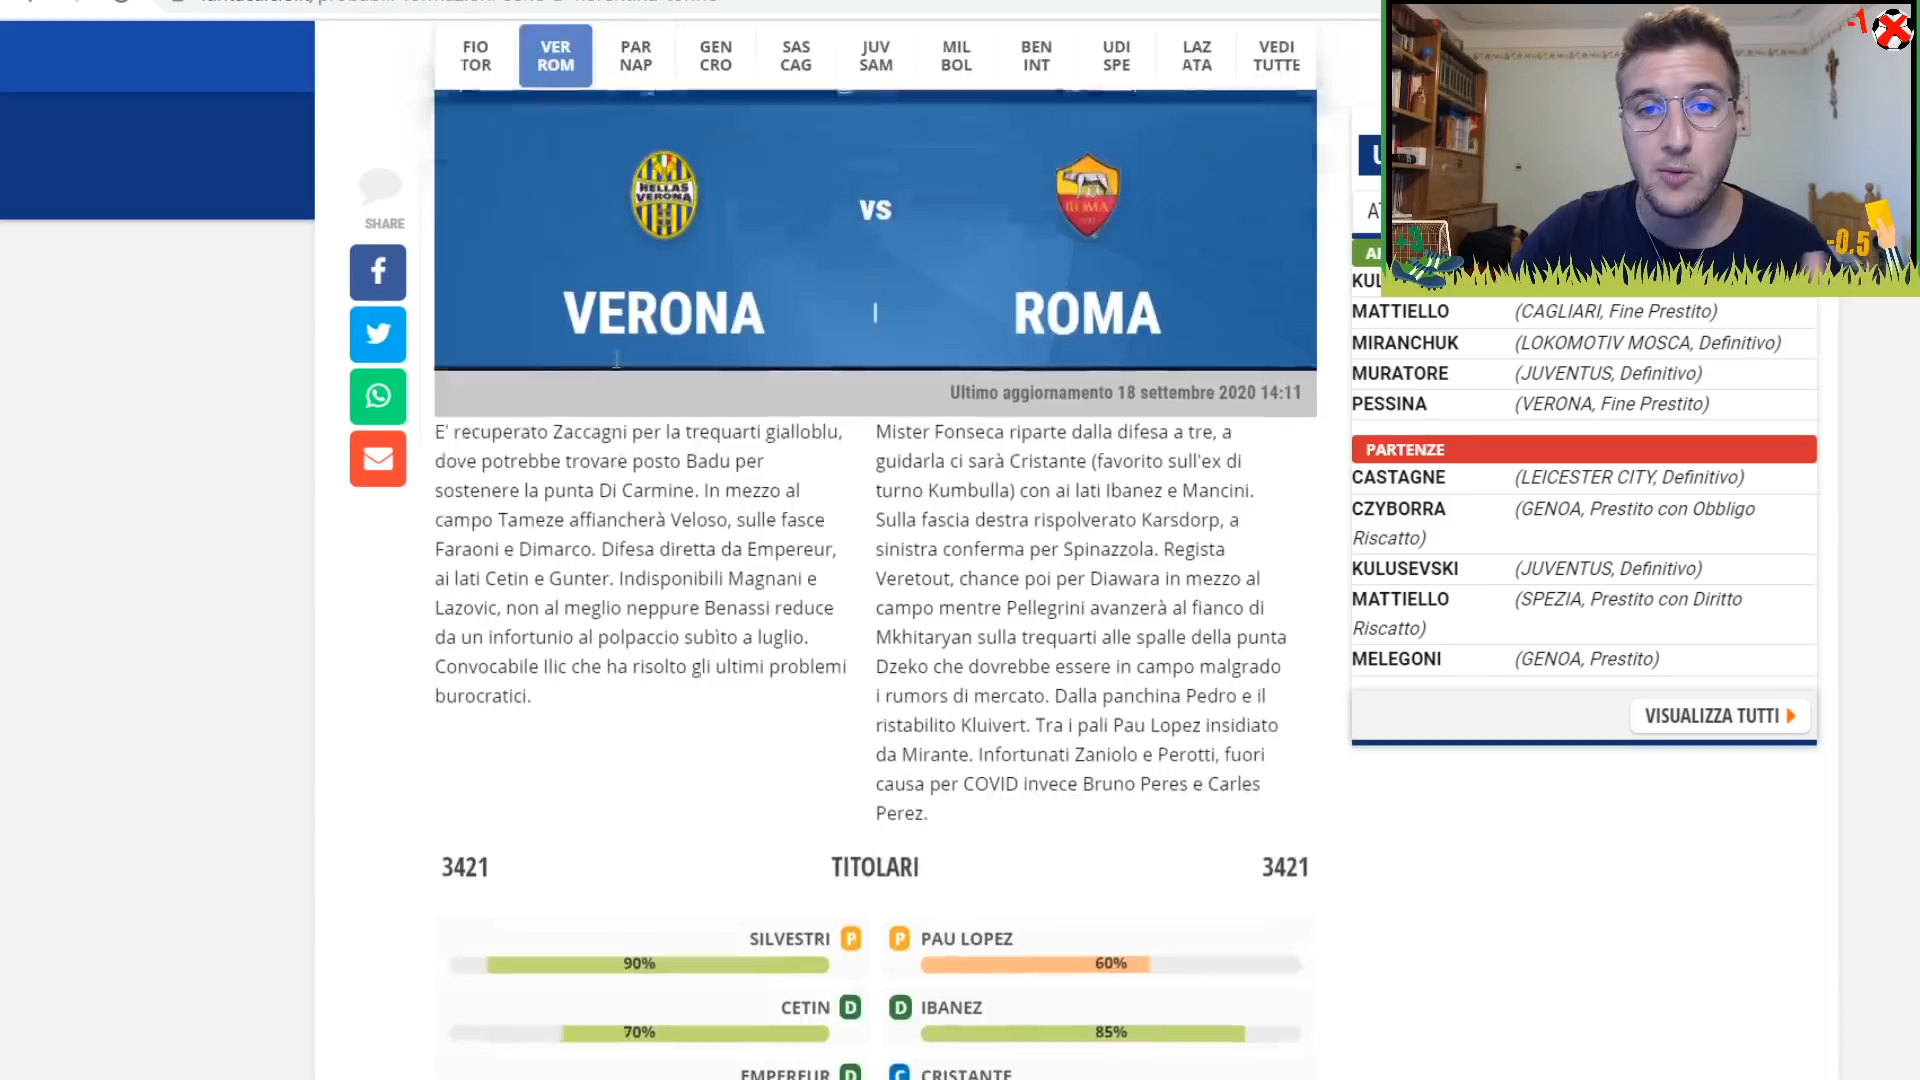 FIO
TOR
VER
ROM
PAR
NAP
GEN
CRO
SAS
CAG
JUV
SAM
MIL
BOL
BEN
INT
UDI
SPE
LAZ
ATA
VEDI
TUTTE
HELLAS
VERONA
ROMA
VS
VERONA
ROMA
Ultimo aggiornamento 18 settembre 2020 14:11
SHARE
E' recuperato Zaccagni per la trequarti gialloblu,
dove potrebbe trovare posto Badu per
sostenere la punta Di Carmine. In mezzo al
campo Tameze affiancherà Veloso, sulle fasce
Faraoni e Dimarco. Difesa diretta da Empereur,
ai lati Cetin e Gunter. Indisponibili Magnani e
Lazovic, non al meglio neppure Benassi reduce
da un infortunio al polpaccio subìto a luglio.
Convocabile Ilic che ha risolto gli ultimi problemi
burocratici.
Mister Fonseca riparte dalla difesa a tre, a
guidarla ci sarà Cristante (favorito sull'ex di
turno Kumbulla) con ai lati Ibanez e Mancini.
Sulla fascia destra rispolverato Karsdorp, a
sinistra conferma per Spinazzola. Regista
Veretout, chance poi per Diawara in mezzo al
campo mentre Pellegrini avanzerà al fianco di
Mkhitaryan sulla trequarti alle spalle della punta
Dzeko che dovrebbe essere in campo malgrado
i rumors di mercato. Dalla panchina Pedro e il
ristabilito Kluivert. Tra i pali Pau Lopez insidiato
da Mirante. Infortunati Zaniolo e Perotti, fuori
causa per COVID invece Bruno Peres e Carles
Perez.
3421 TITOLARI 3421
SILVESTRI P
90%
P PAU LOPEZ
60%
CETIN D
70%
D IBANEZ
85%
EMPEREUR D
C CRISTANTE
-1
+3
-0,5
KUL
MATTIELLO (CAGLIARI, Fine Prestito)
MIRANCHUK (LOKOMOTIV MOSCA, Definitivo)
MURATORE (JUVENTUS, Definitivo)
PESSINA (VERONA, Fine Prestito)
PARTENZE
CASTAGNE (LEICESTER CITY, Definitivo)
CZYBORRA (GENOA, Prestito con Obbligo
Riscatto)
KULUSEVSKI (JUVENTUS, Definitivo)
MATTIELLO (SPEZIA, Prestito con Diritto
Riscatto)
MELEGONI (GENOA, Prestito)
VISUALIZZA TUTTI